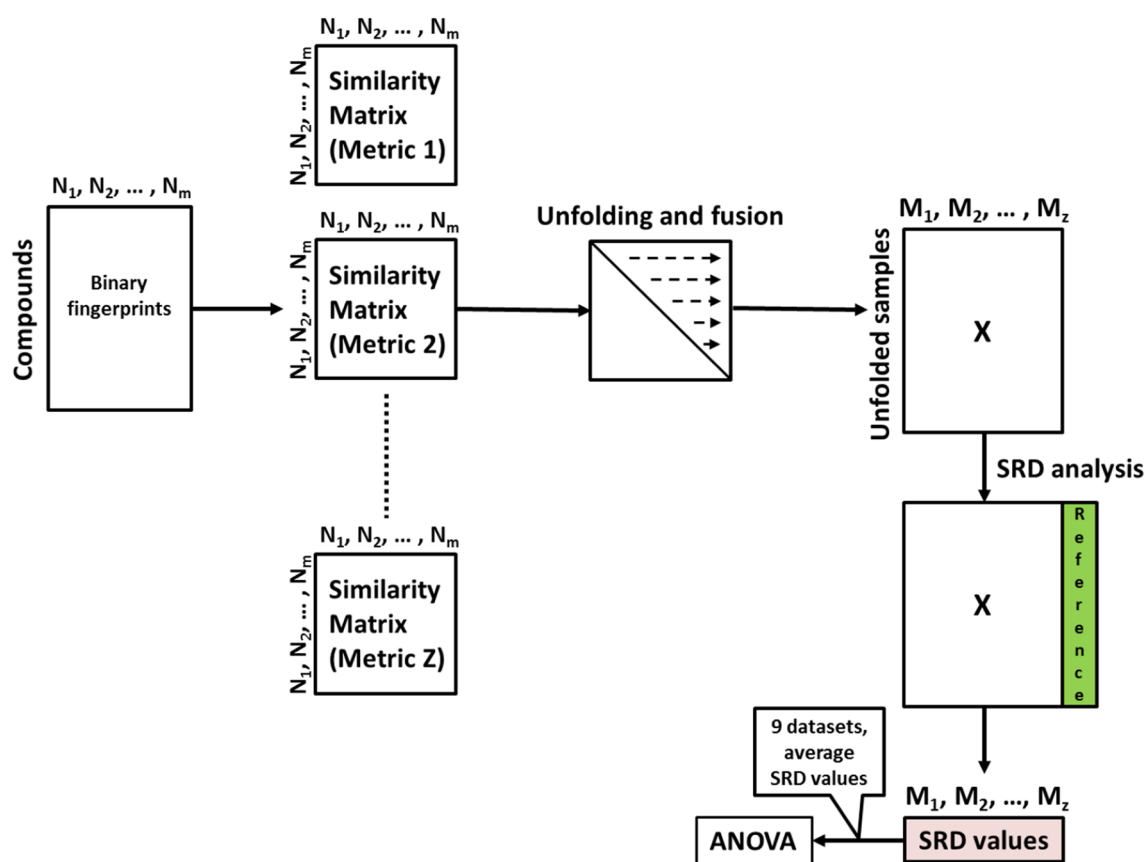 N₁, N₂, ... , Nₘ
N₁, N₂, ... , Nₘ
Similarity
Matrix
(Metric 1)
N₁, N₂, ... , Nₘ
Compounds
Binary
fingerprints
N₁, N₂, ... , Nₘ
N₁, N₂, ... , Nₘ
Similarity
Matrix
(Metric 2)
N₁, N₂, ... , Nₘ
N₁, N₂, ... , Nₘ
Similarity
Matrix
(Metric Z)
Unfolding and fusion
M₁, M₂, ... , M_z
Unfolded samples
X
SRD analysis
X
Reference
9 datasets,
average
SRD values
M₁, M₂, ..., M_z
SRD values
ANOVA